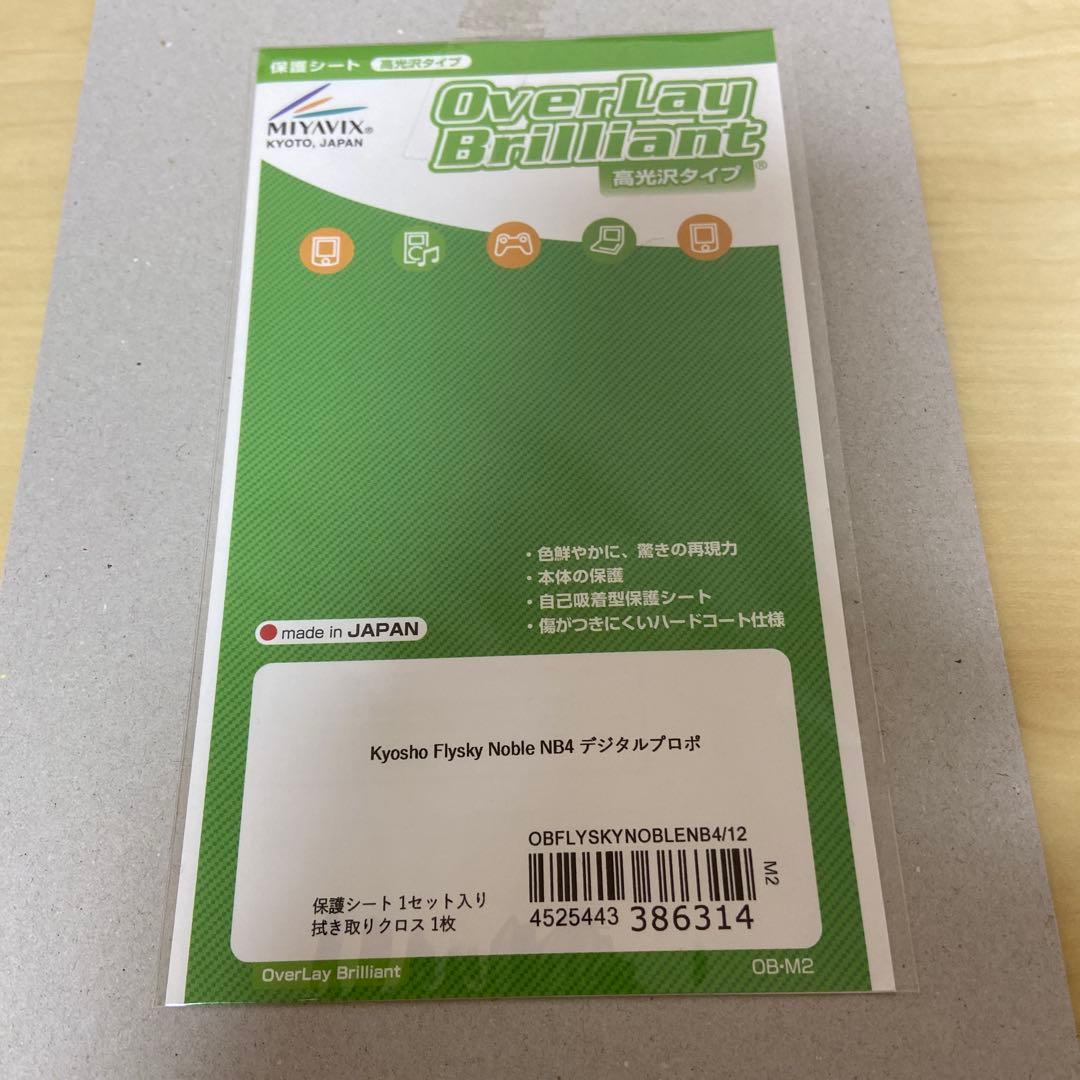 保護シート 高光沢タイプ
MIYAVIX®
KYOTO, JAPAN
OverLay
Brilliant®
高光沢タイプ
・色鮮やかに、驚きの再現力
・本体の保護
・自己吸着型保護シート
・傷がつきにくいハードコート仕様
made in JAPAN
Kyosho Flysky Noble NB4 デジタルプロポ
OBFLYSKYNOBLENB4/12
M2
4525443 386314
保護シート 1セット入り
拭き取りクロス 1枚
OverLay Brilliant
OB・M2